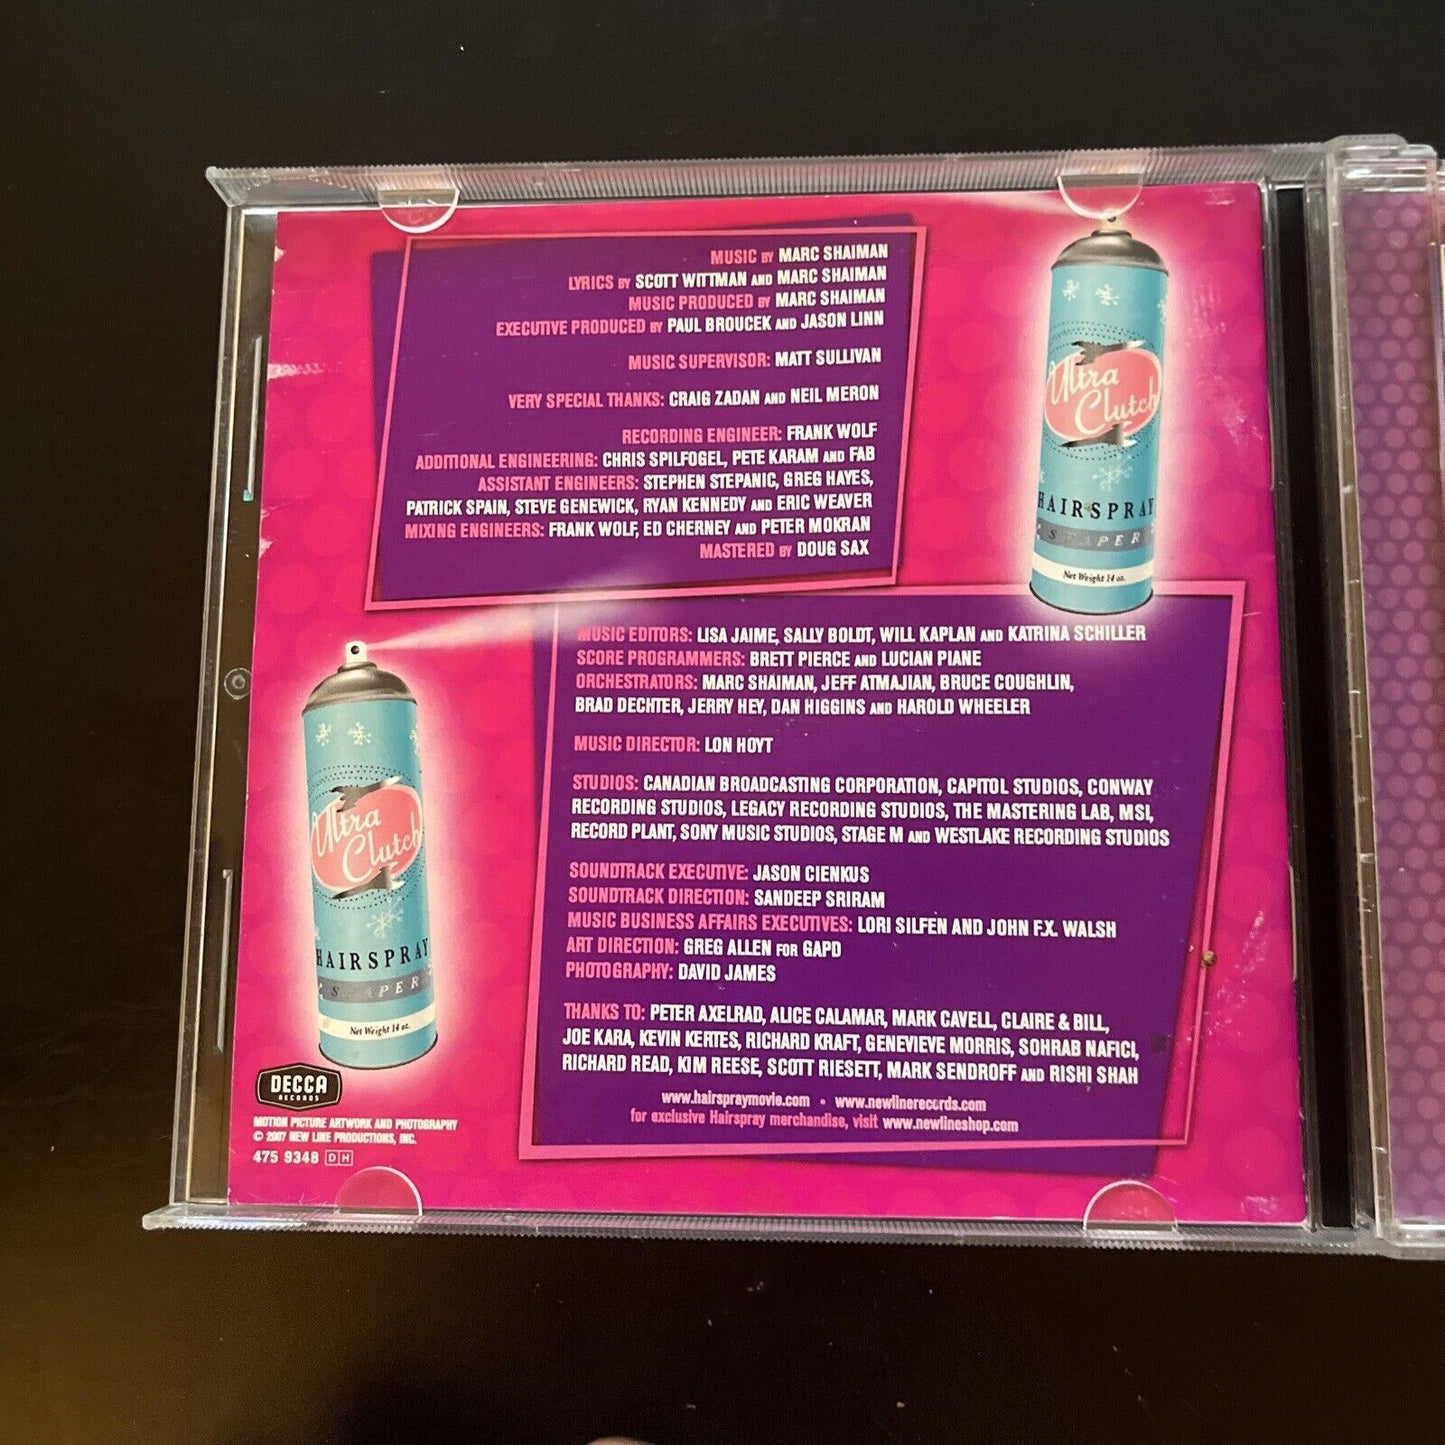 MUSIC BY MARC SHAIMAN
LYRICS BY SCOTT WITTMAN AND MARC SHAIMAN
MUSIC PRODUCED BY MARC SHAIMAN
EXECUTIVE PRODUCED BY PAUL BROUCEK AND JASON LINN
MUSIC SUPERVISOR: MATT SULLIVAN
VERY SPECIAL THANKS: CRAIG ZADAN AND NEIL MERON
RECORDING ENGINEER: FRANK WOLF
ADDITIONAL ENGINEERING: CHRIS SPILFOGEL, PETE KARAM AND FAB
ASSISTANT ENGINEERS: STEPHEN STEPANIC, GREG HAYES,
PATRICK SPAIN, STEVE GENEWICK, RYAN KENNEDY AND ERIC WEAVER
MIXING ENGINEERS: FRANK WOLF, ED CHERNEY AND PETER MOKRAN
MASTERED BY DOUG SAX
Ultra
Clutch
HAIRSPRAY
SHAPER
Net Weight 14 oz.
MUSIC EDITORS: LISA JAIME, SALLY BOLDT, WILL KAPLAN AND KATRINA SCHILLER
SCORE PROGRAMMERS: BRETT PIERCE AND LUCIAN PIANE
ORCHESTRATORS: MARC SHAIMAN, JEFF ATMAJIAN, BRUCE COUGHLIN,
BRAD DECHTER, JERRY HEY, DAN HIGGINS AND HAROLD WHEELER
MUSIC DIRECTOR: LON HOYT
STUDIOS: CANADIAN BROADCASTING CORPORATION, CAPITOL STUDIOS, CONWAY
RECORDING STUDIOS, LEGACY RECORDING STUDIOS, THE MASTERING LAB, MSI,
RECORD PLANT, SONY MUSIC STUDIOS, STAGE M AND WESTLAKE RECORDING STUDIOS
SOUNDTRACK EXECUTIVE: JASON CIENKUS
SOUNDTRACK DIRECTION: SANDEEP SRIRAM
MUSIC BUSINESS AFFAIRS EXECUTIVES: LORI SILFEN AND JOHN F.X. WALSH
ART DIRECTION: GREG ALLEN FOR GAPD
PHOTOGRAPHY: DAVID JAMES
THANKS TO: PETER AXELRAD, ALICE CALAMAR, MARK CAVELL, CLAIRE & BILL,
JOE KARA, KEVIN KERTES, RICHARD KRAFT, GENEVIEVE MORRIS, SOHRAB NAFICI,
RICHARD READ, KIM REESE, SCOTT RIESETT, MARK SENDROFF AND RISHI SHAH
www.hairspraymovie.com • www.newlinerecords.com
for exclusive Hairspray merchandise, visit www.newlineshop.com
Ultra
Clutch
HAIRSPRAY
SHAPER
Net Weight 14 oz.
DECCA
RECORDS
MOTION PICTURE ARTWORK AND PHOTOGRAPHY
© 2007 NEW LINE PRODUCTIONS, INC.
475 9348 DH